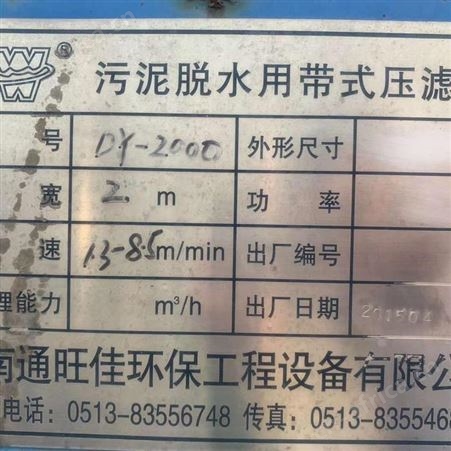 污泥脱水用带式压滤
号 DY-2000 外形尺寸
宽 2. m 功率
速 1.3-8.5m/min 出厂编号
理能力 m³/h 出厂日期 201504
南通旺佳环保工程设备有限公
电话:0513-83556748 传真:0513-8355468